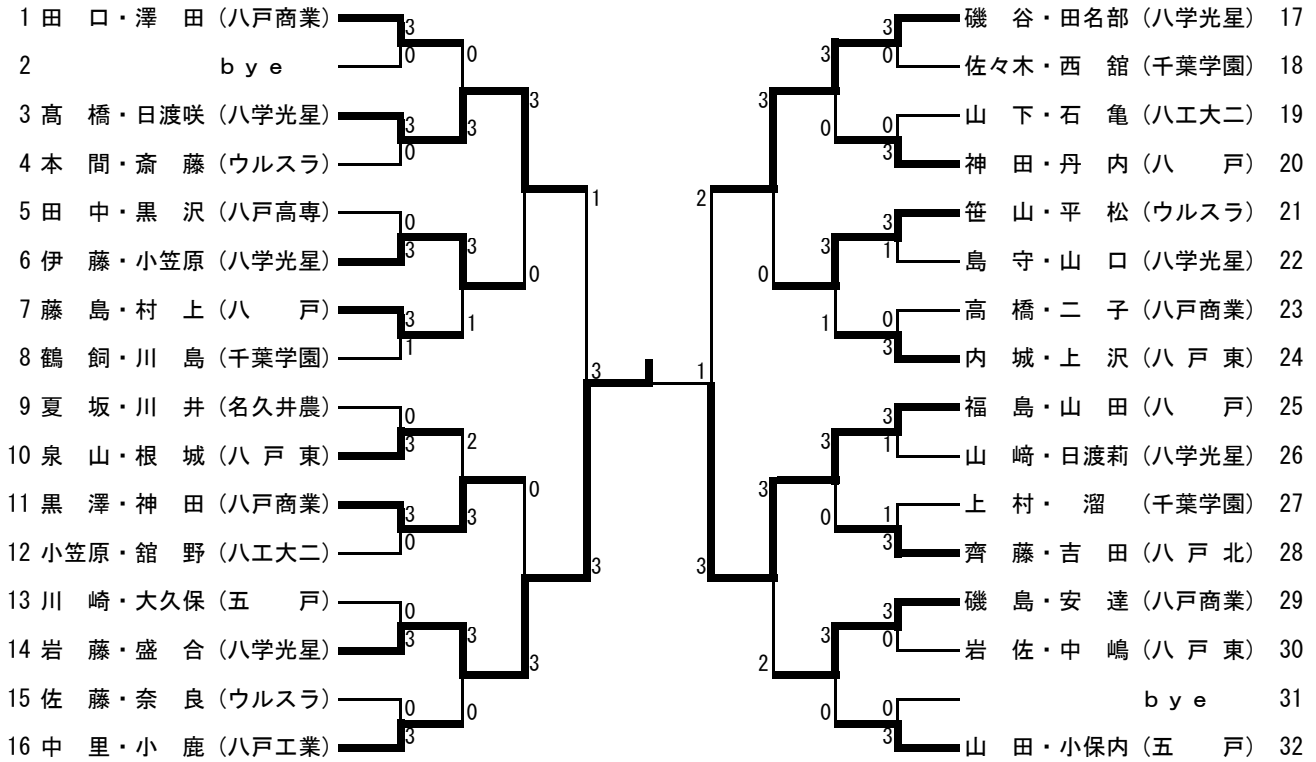 1 田　口・澤　田（八戸商業）
2 ｂｙｅ
3 髙　橋・日渡咲（八学光星）
4 本　間・斎　藤（ウルスラ）
5 田　中・黒　沢（八戸高専）
6 伊　藤・小笠原（八学光星）
7 藤　島・村　上（八　　戸）
8 鶴　飼・川　島（千葉学園）
9 夏　坂・川　井（名久井農）
10 泉　山・根　城（八 戸 東）
11 黒　澤・神　田（八戸商業）
12 小笠原・舘　野（八工大二）
13 川　崎・大久保（五　　戸）
14 岩　藤・盛　合（八学光星）
15 佐　藤・奈　良（ウルスラ）
16 中　里・小　鹿（八戸工業）
3
0
0
3
0
3
3
0
3
3
1
0
3
1
1
0
3
2
3
0
3
0
0
3
3
0
3
0
3
1
3
3
磯　谷・田名部（八学光星） 17
佐々木・西　舘（千葉学園） 18
山　下・石　亀（八工大二） 19
神　田・丹　内（八　　戸） 20
笹　山・平　松（ウルスラ） 21
島　守・山　口（八学光星） 22
高　橋・二　子（八戸商業） 23
内　城・上　沢（八 戸 東） 24
福　島・山　田（八　　戸） 25
山　﨑・日渡莉（八学光星） 26
上　村・　溜　（千葉学園） 27
齊　藤・吉　田（八 戸 北） 28
磯　島・安　達（八戸商業） 29
岩　佐・中　嶋（八 戸 東） 30
ｂｙｅ 31
山　田・小保内（五　　戸） 32
3
0
3
0
3
0
3
3
1
3
0
3
1
0
2
3
1
3
1
3
0
3
3
0
3
0
0
3
2
3
1